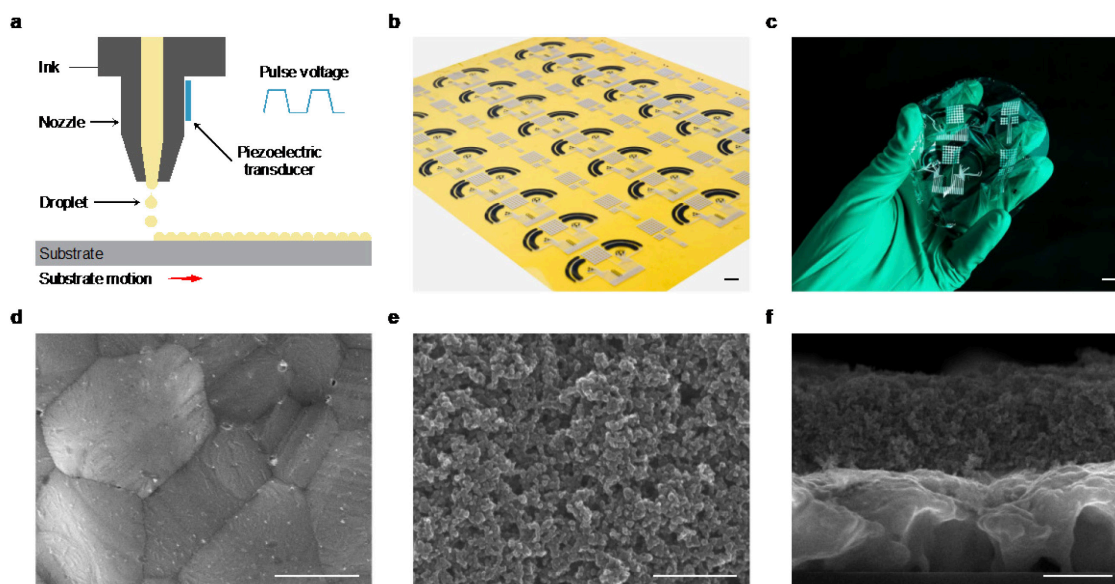 a
b
c
Ink
Pulse voltage
Nozzle
Piezoelectric
transducer
Droplet
Substrate
Substrate motion
d
e
f